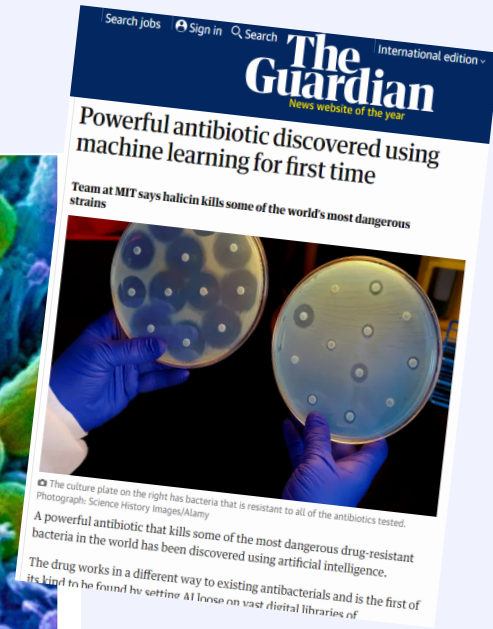 Search jobs
Sign in
Search
International edition
The
Guardian
News website of the year
Powerful antibiotic discovered using
machine learning for first time
Team at MIT says halicin kills some of the world's most dangerous
strains
The culture plate on the right has bacteria that is resistant to all of the antibiotics tested.
Photograph: Science History Images/Alamy
A powerful antibiotic that kills some of the most dangerous drug-resistant
bacteria in the world has been discovered using artificial intelligence.
The drug works in a different way to existing antibacterials and is the first of
its kind to be found by setting AI loose on vast digital libraries of